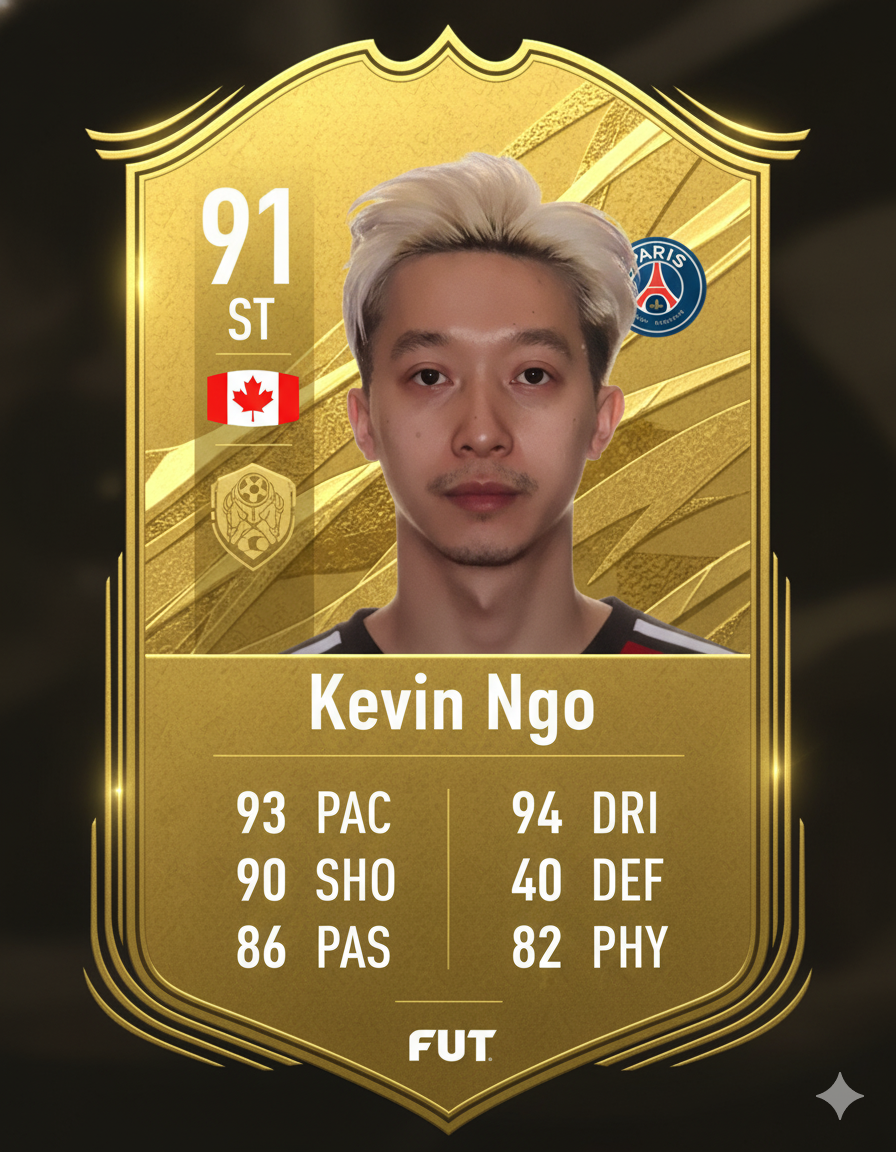 91
ST
PARIS
Kevin Ngo
93 PAC
94 DRI
90 SHO
40 DEF
86 PAS
82 PHY
FUT